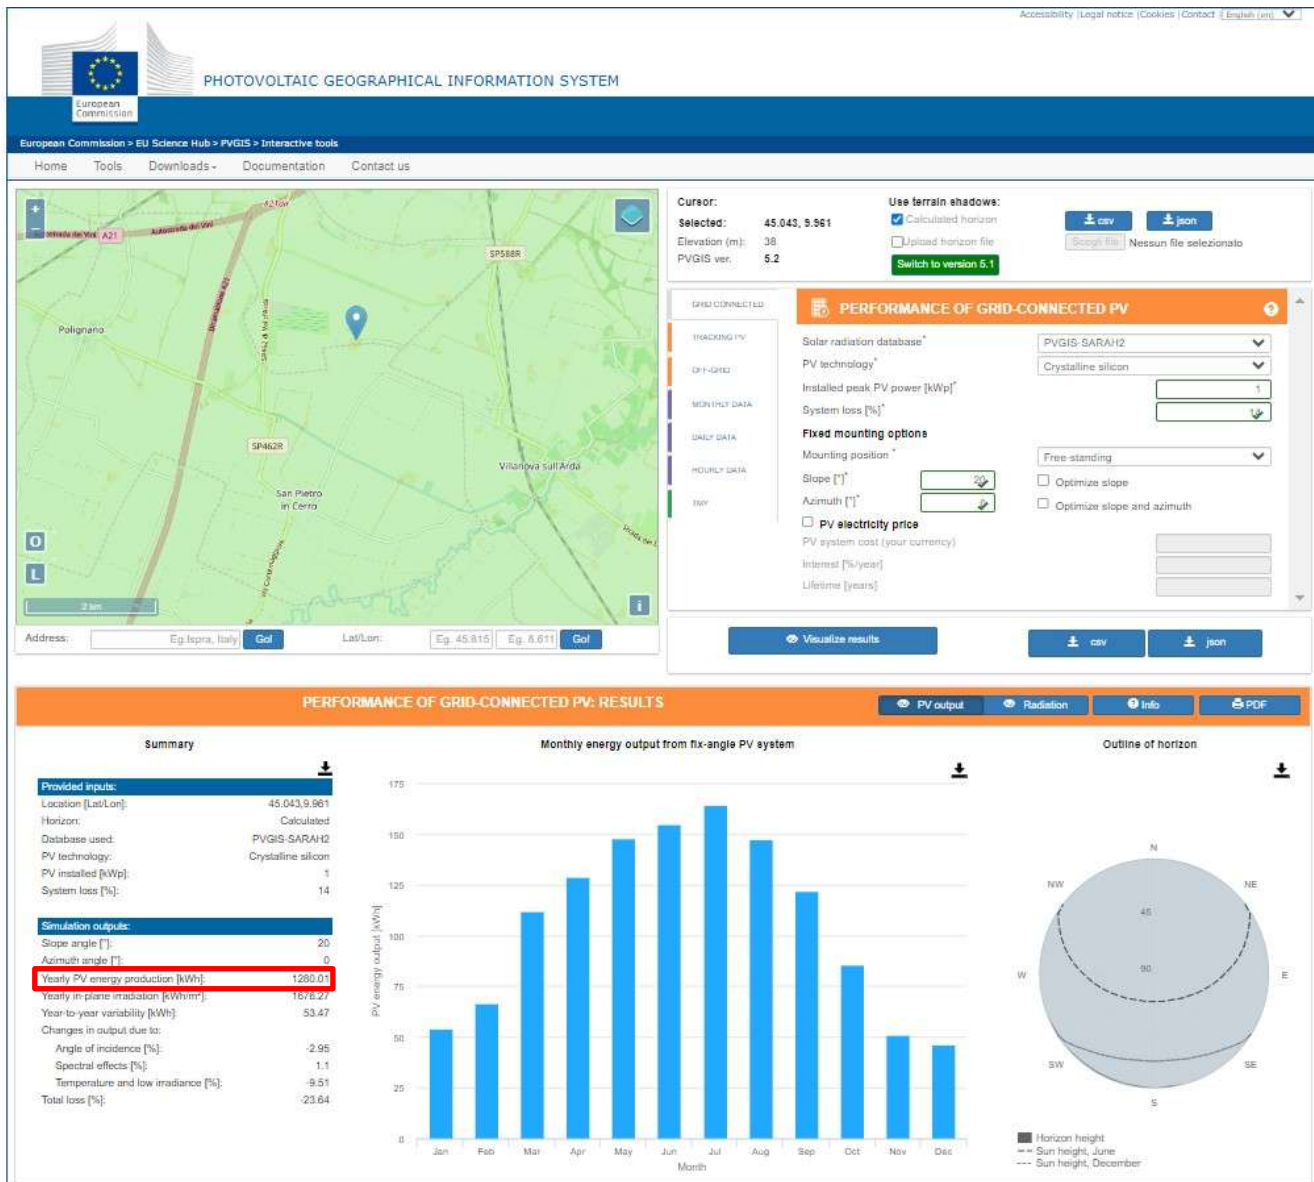 Accessibility |Legal notice |Cookies |Contact | English (en)
PHOTOVOLTAIC GEOGRAPHICAL INFORMATION SYSTEM
European
Commission
European Commission > EU Science Hub > PVGIS > Interactive tools
Home Tools Downloads Documentation Contact us
+
−
A21
Autostrada dei Vini
A21dir
SP588R
Polignano
SP462R
Villanova sull'Arda
San Pietro
in Cerro
O
L
2 km
i
Address: Eg.Ispra, Italy Go! Lat/Lon: Eg. 45.815 Eg. 8.611 Go!
Cursor:
Selected: 45.043, 9.961
Elevation (m): 38
PVGIS ver. 5.2
Use terrain shadows:
Calculated horizon
Upload horizon file
Switch to version 5.1
csv json
Scegli file Nessun file selezionato
GRID CONNECTED
TRACKING PV
OFF-GRID
MONTHLY DATA
DAILY DATA
HOURLY DATA
TMY
PERFORMANCE OF GRID-CONNECTED PV
Solar radiation database* PVGIS-SARAH2
PV technology* Crystalline silicon
Installed peak PV power [kWp]* 1
System loss [%]* 14
Fixed mounting options
Mounting position * Free-standing
Slope [°]* 20 Optimize slope
Azimuth [°]* 0 Optimize slope and azimuth
PV electricity price
PV system cost (your currency)
Interest [%/year]
Lifetime [years]
Visualize results csv json
PERFORMANCE OF GRID-CONNECTED PV: RESULTS
PV output Radiation Info PDF
Summary
Provided inputs:
Location [Lat/Lon]: 45.043,9.961
Horizon: Calculated
Database used: PVGIS-SARAH2
PV technology: Crystalline silicon
PV installed [kWp]: 1
System loss [%]: 14
Simulation outputs:
Slope angle [°]: 20
Azimuth angle [°]: 0
Yearly PV energy production [kWh]: 1280.01
Yearly in-plane irradiation [kWh/m²]: 1676.27
Year-to-year variability [kWh]: 53.47
Changes in output due to:
Angle of incidence [%]: -2.95
Spectral effects [%]: 1.1
Temperature and low irradiance [%]: -9.51
Total loss [%]: -23.64
Monthly energy output from fix-angle PV system
PV energy output [kWh]
175
150
125
100
75
50
25
0
Jan Feb Mar Apr May Jun Jul Aug Sep Oct Nov Dec
Month
Outline of horizon
N
NW NE
45
W 90 E
SW SE
S
Horizon height
Sun height, June
Sun height, December